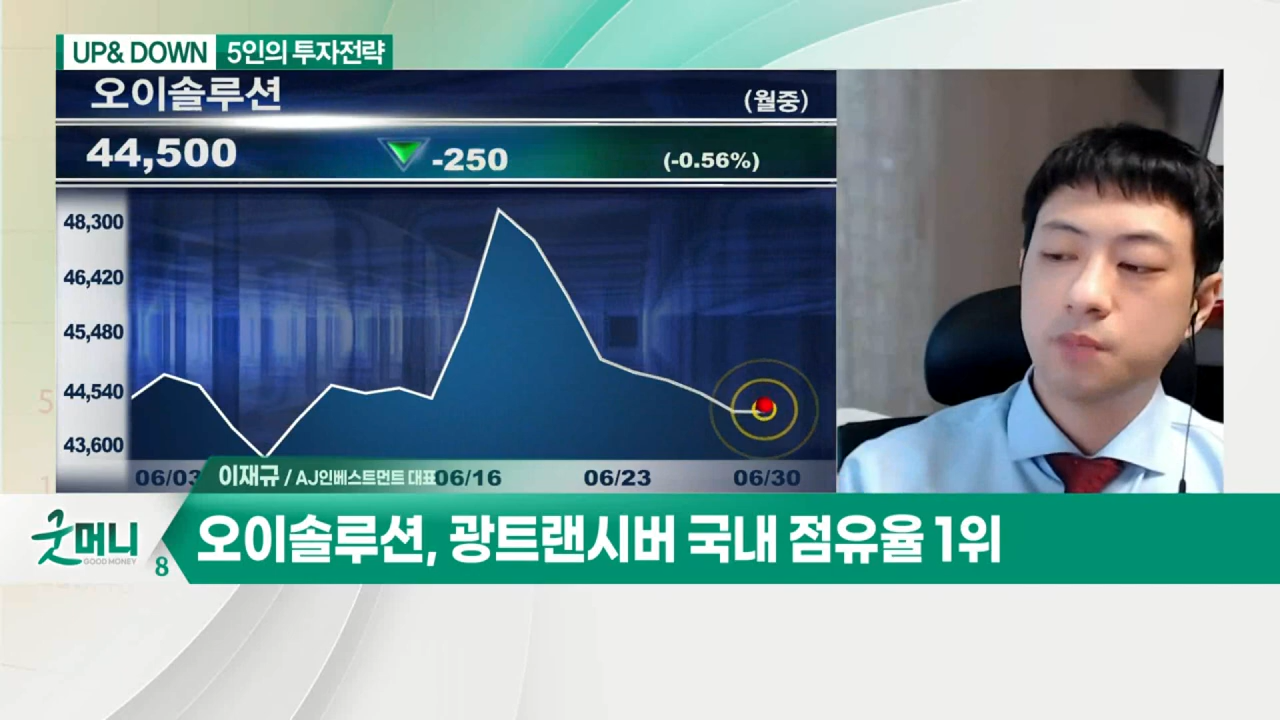 UP& DOWN 5인의 투자전략
오이솔루션 (월중)
44,500 -250 (-0.56%)
48,300
46,420
45,480
44,540
43,600
06/03 06/16 06/23 06/30
이재규 / AJ인베스트먼트 대표
굿머니
GOOD MONEY
8
오이솔루션, 광트랜시버 국내 점유율 1위